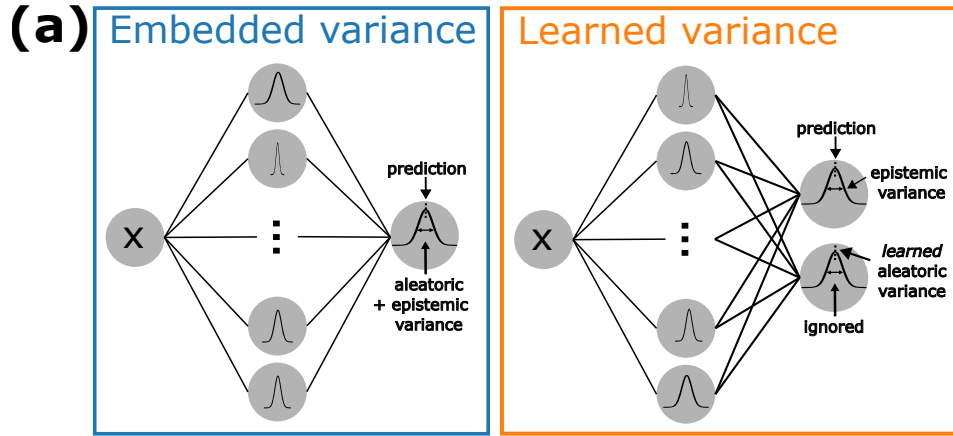 (a)
Embedded variance
X
prediction
aleatoric
+ epistemic
variance
Learned variance
X
prediction
epistemic
variance
learned
aleatoric
variance
ignored